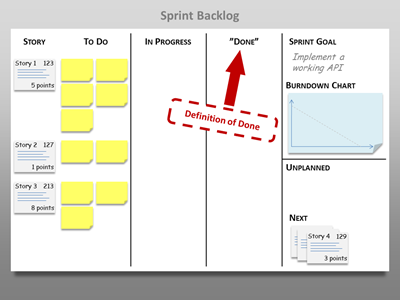 Sprint Backlog
STORY
TO DO
IN PROGRESS
"DONE"
SPRINT GOAL
Implement a
working API
BURNDOWN CHART
Story 1 123
5 points
Definition of Done
Story 2 127
1 points
UNPLANNED
Story 3 213
8 points
NEXT
Story 4 129
3 points